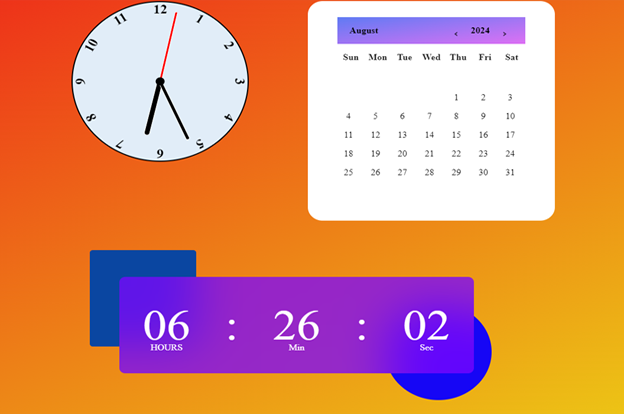 12
1
2
3
4
5
6
7
8
9
10
11
August ‹ 2024 ›
Sun Mon Tue Wed Thu Fri Sat
1 2 3
4 5 6 7 8 9 10
11 12 13 14 15 16 17
18 19 20 21 22 23 24
25 26 27 28 29 30 31
06 : 26 : 02
HOURS Min Sec